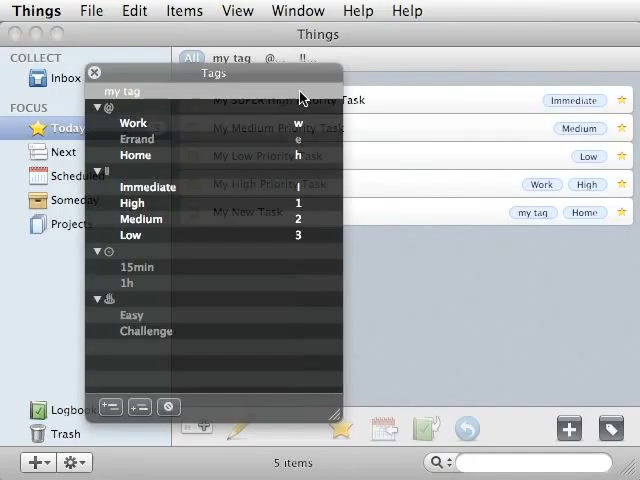 Things File Edit Items View Window Help Help
Things
COLLECT
Inbox
FOCUS
Today
Next
Scheduled
Someday
Projects
Logbook
Trash
All my tag @... !!...
My SUPER High Priority Task Immediate
My Medium Priority Task Medium
My Low Priority Task Low
My High Priority Task Work High
My New Task my tag Home
Tags
my tag
@
Work w
Errand e
Home h
Immediate
High 1
Medium 2
Low 3
15min
1h
Easy
Challenge
5 items